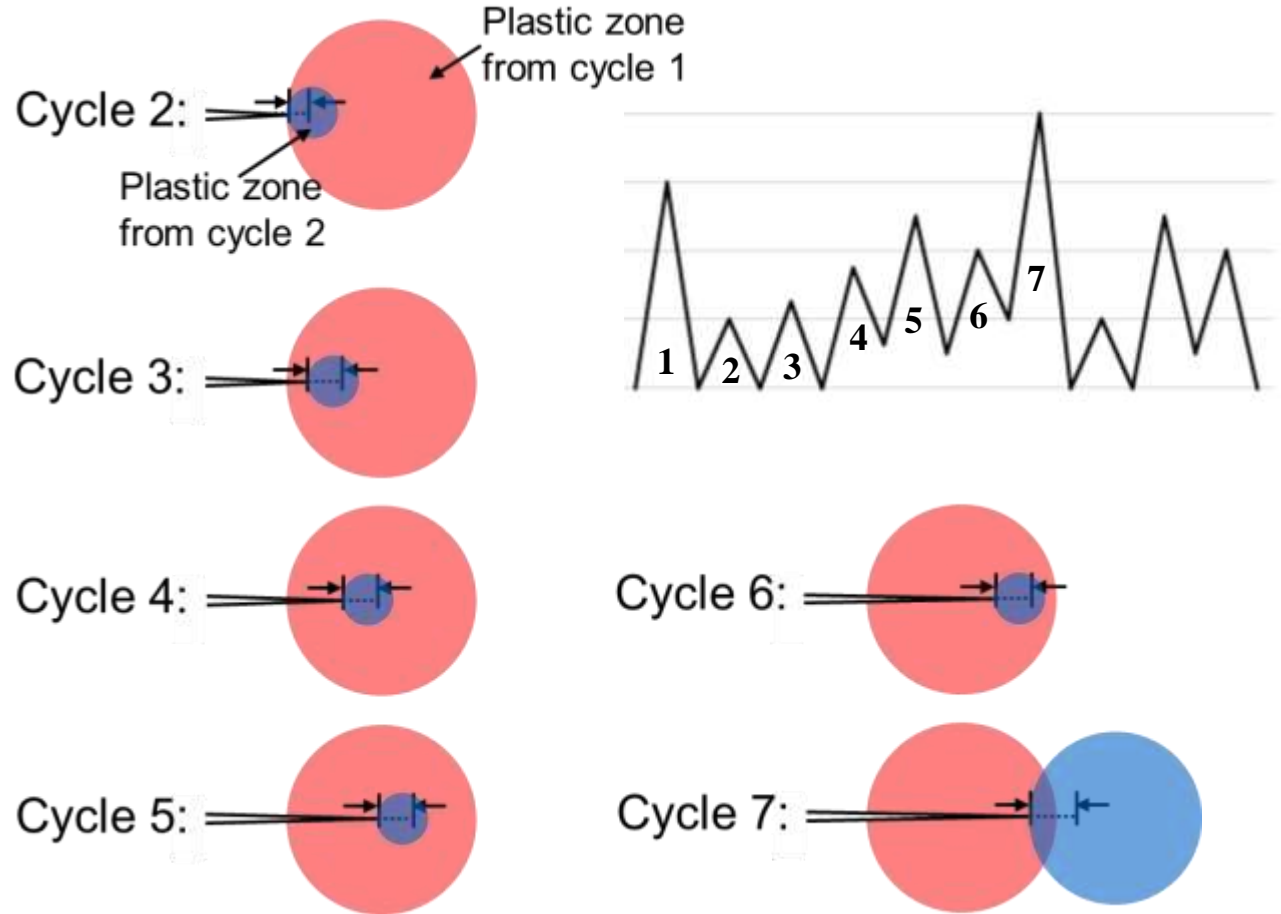 Plastic zone
from cycle 1
Cycle 2:
Plastic zone
from cycle 2
1
2
3
4
5
6
7
Cycle 3:
Cycle 4:
Cycle 6:
Cycle 5:
Cycle 7: